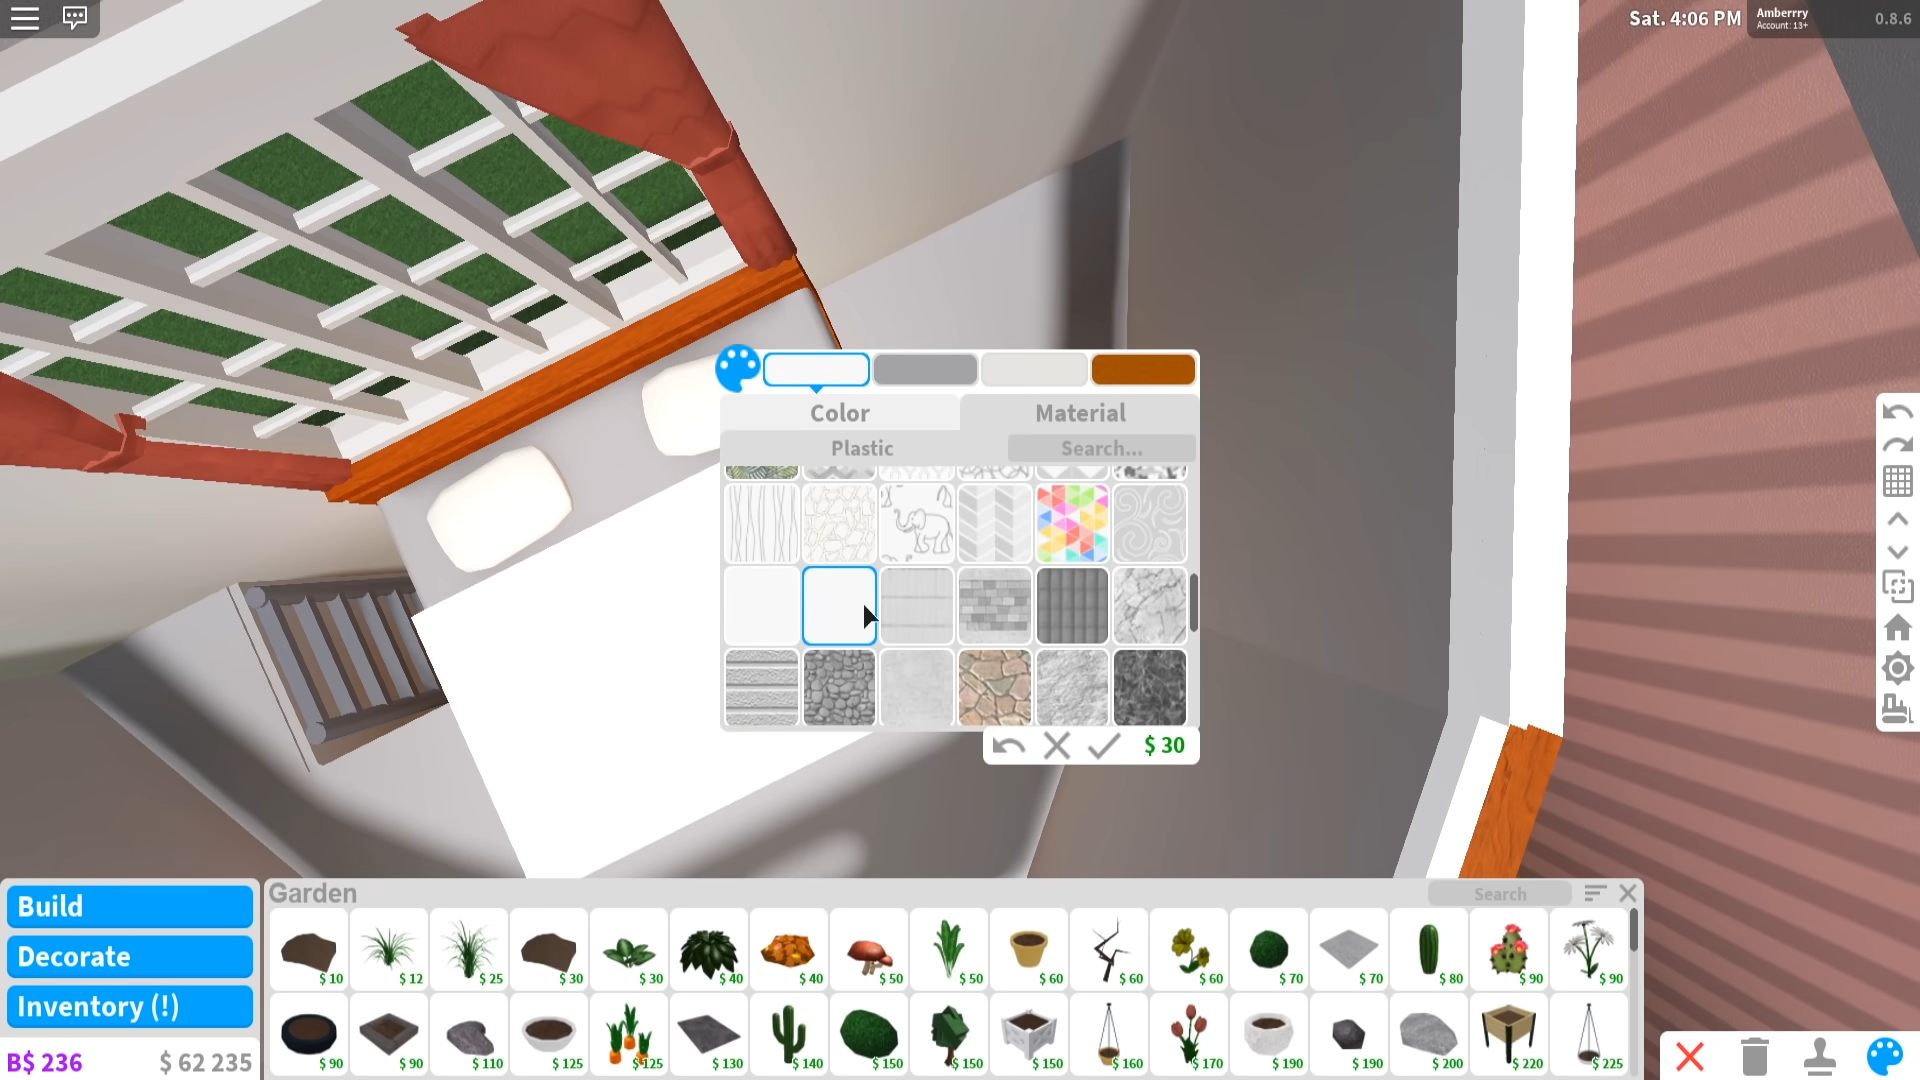 Sat. 4:06 PM
Amberrry
Account: 13+
0.8.6
Color
Material
Plastic
Search...
$ 30
Build
Decorate
Inventory (!)
B$ 236
$ 62 235
Garden
Search
$ 10
$ 12
$ 25
$ 30
$ 30
$ 40
$ 40
$ 50
$ 50
$ 60
$ 60
$ 60
$ 70
$ 70
$ 80
$ 90
$ 90
$ 90
$ 90
$ 110
$ 125
$ 125
$ 130
$ 140
$ 150
$ 150
$ 150
$ 160
$ 170
$ 190
$ 190
$ 200
$ 220
$ 225